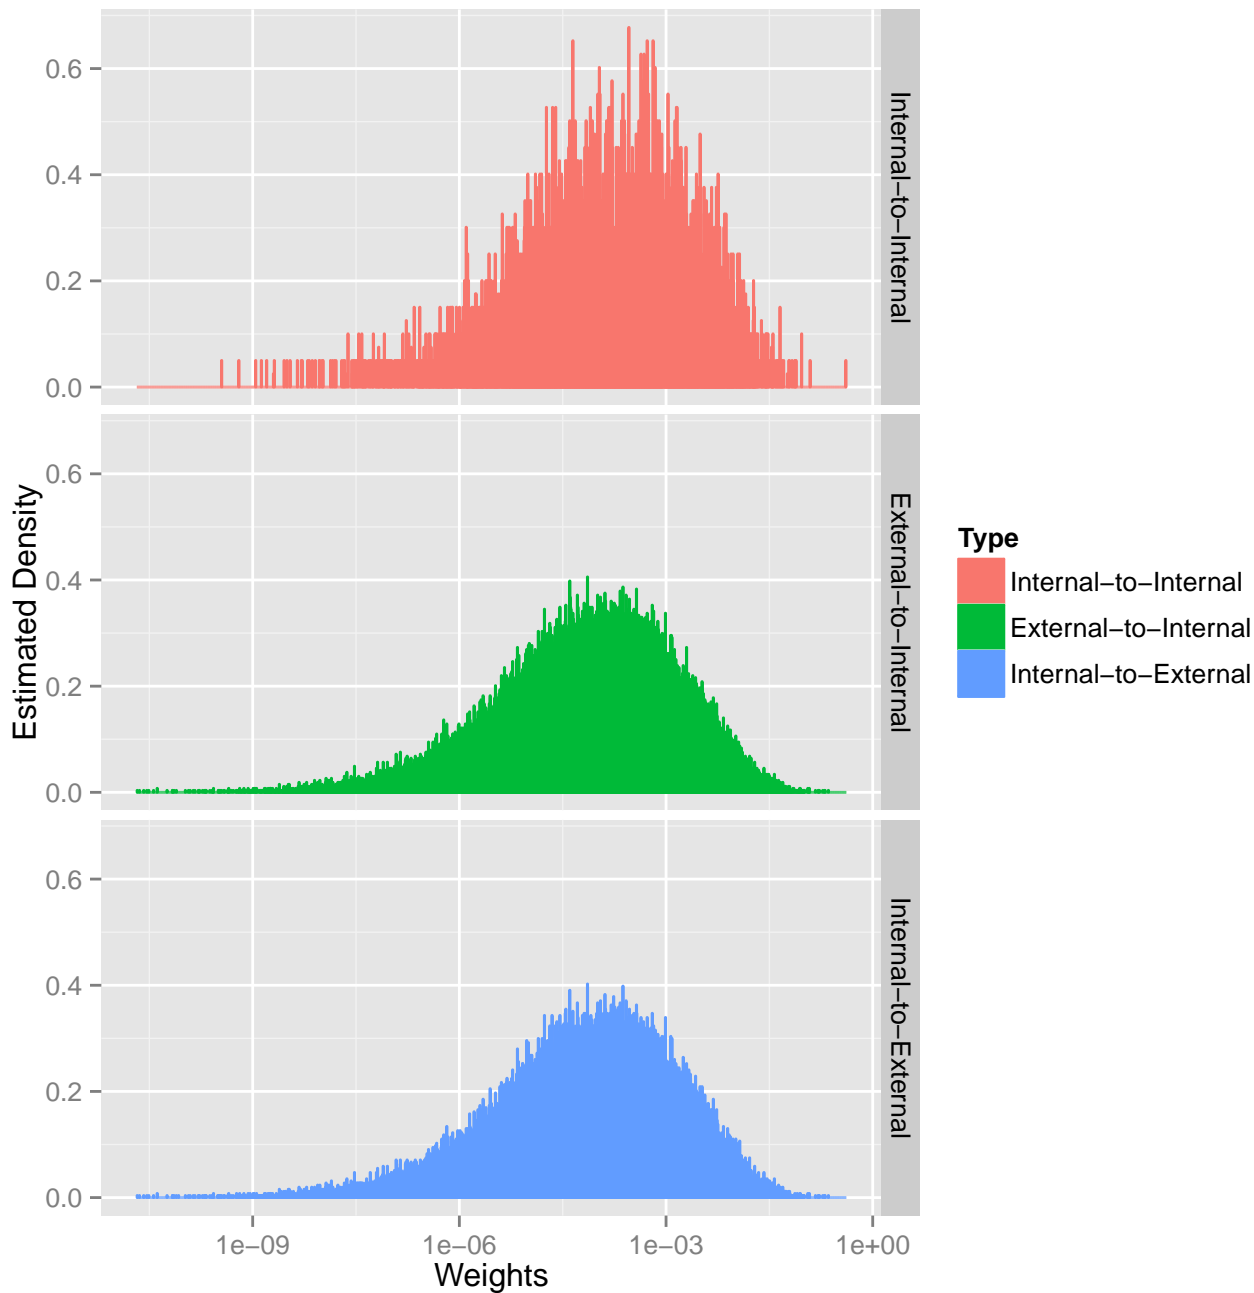 0.6
0.4
0.2
0.0
Internal−to−Internal
0.6
0.4
0.2
0.0
External−to−Internal
0.6
0.4
0.2
0.0
Internal−to−External
Estimated Density
1e−09
1e−06
1e−03
1e+00
Weights
Type
Internal−to−Internal
External−to−Internal
Internal−to−External